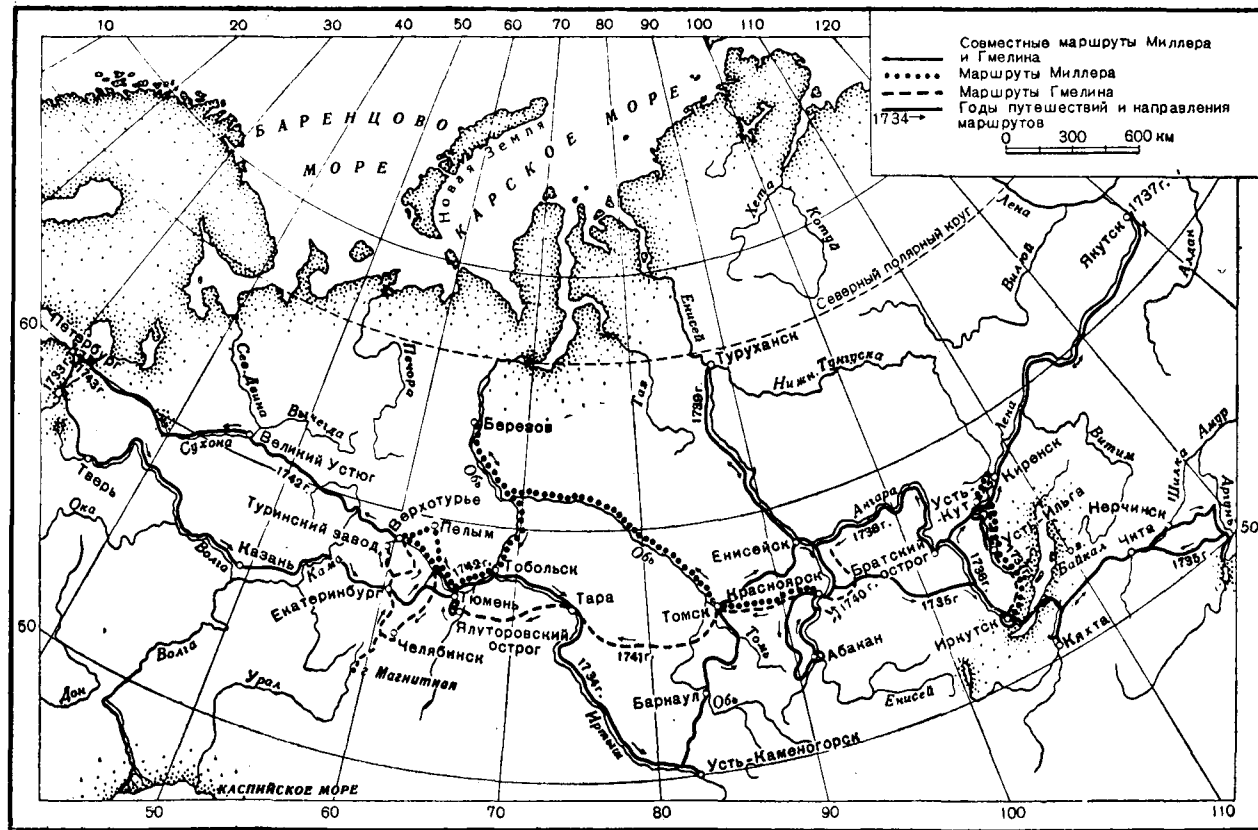 10 20 30 40 50 60 70 80 90 100 110 120
Совместные маршруты Миллера
и Гмелина
Маршруты Миллера
Маршруты Гмелина
Годы путешествий и направления
маршрутов
1734
0 300 600 км
БАРЕНЦОВО
МОРЕ
Новая Земля
КАРСКОЕ МОРЕ
Хета
Котуй
Северный полярный круг
Лена
Вилюй
Якутск
1737г.
Алдан
60
Петербург
1733г.
1743г
Сев. Двина
Печора
Вычегда
Енисей
Туруханск
Нижн. Тунгуска
Таз
1739г.
Березов
Обь
Сухона
Великий Устюг
1742г.
Тверь
Ока
Волга
Казань
Кама
Туринский
завод
Верхотурье
Пелым
Тобольск
Екатеринбург
Тюмень
Ялуторовский
острог
Тара
Обь
Енисейск
Ангара
1738г.
Усть-
Кут
Киренск
Лена
Витим
Усть-Ильга
Нерчинск
Шилка
Амур
Аргунь
50
Братский
острог
Красноярск
1740г.
1735г
Томск
Томь
Абакан
Иркутск
Байкал
Чита
1735г
Кяхта
50
Волга
Дон
Урал
Челябинск
Магнитная
1741г
1734г.
Иртыш
Барнаул
Обь
Енисей
Усть-Каменогорск
КАСПИЙСКОЕ МОРЕ
50 60 70 80 90 100 110